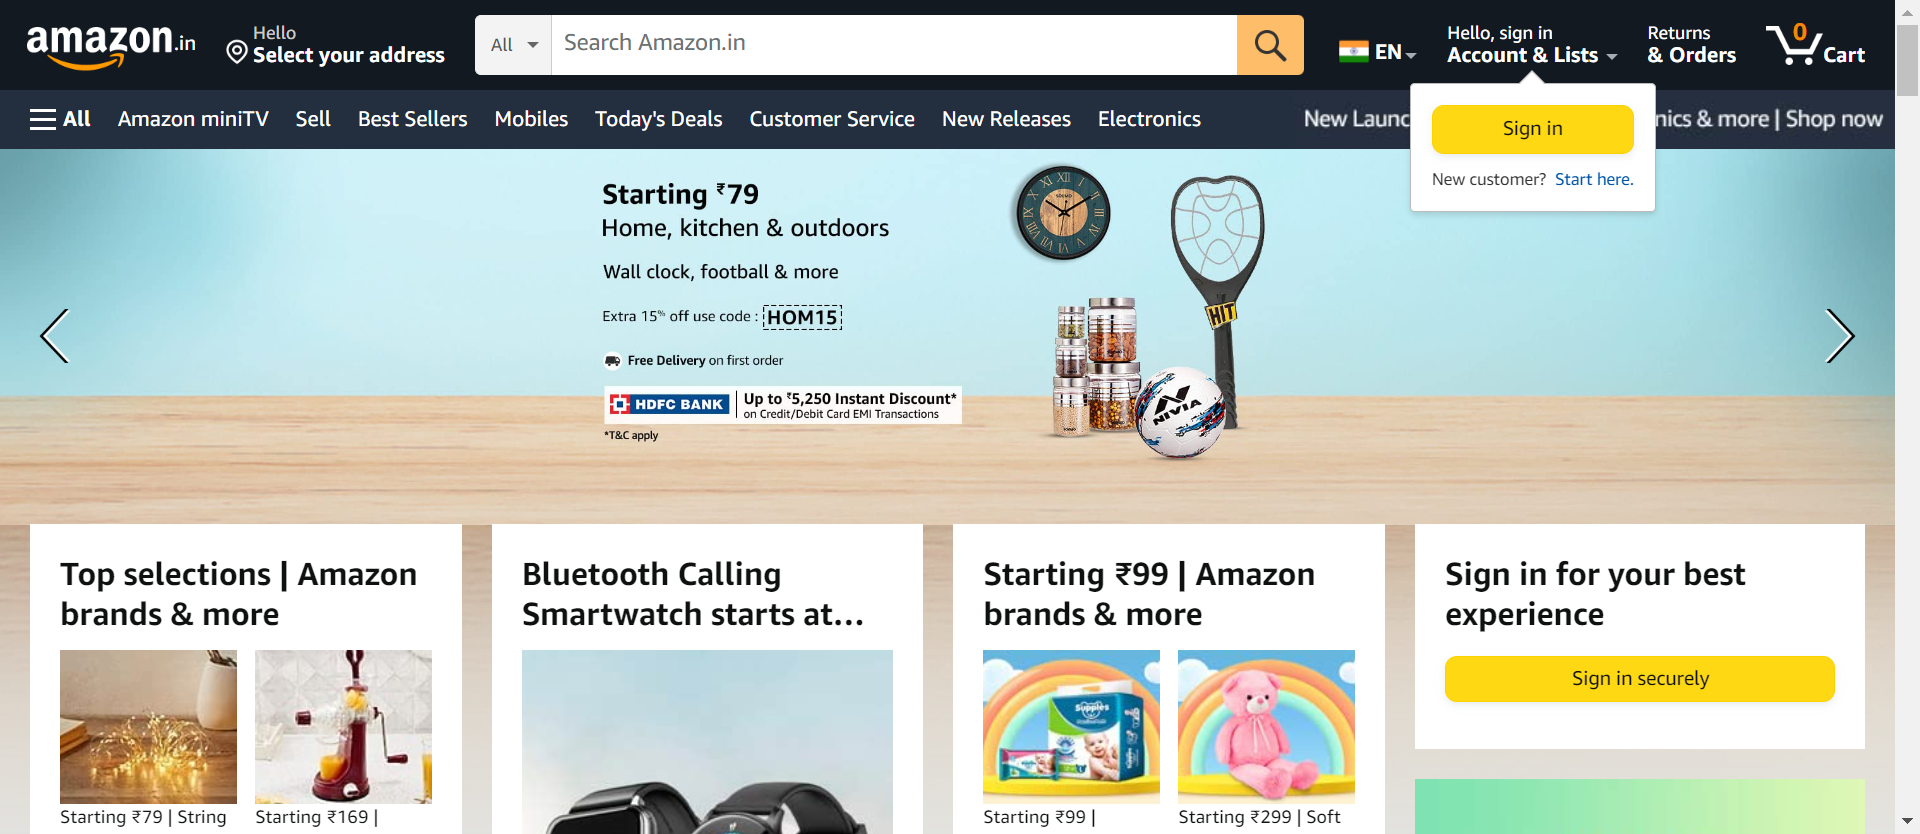 amazon.in
Hello
Select your address
All
Search Amazon.in
EN
Hello, sign in
Account & Lists
Returns
& Orders
0
Cart
All
Amazon miniTV
Sell
Best Sellers
Mobiles
Today's Deals
Customer Service
New Releases
Electronics
New Launc
nics & more | Shop now
Sign in
New customer? Start here.
Starting ₹79
Home, kitchen & outdoors
Wall clock, football & more
Extra 15% off use code : HOM15
Free Delivery on first order
HDFC BANK
Up to ₹5,250 Instant Discount*
on Credit/Debit Card EMI Transactions
*T&C apply
HIT
NIVIA
Top selections | Amazon
brands & more
Starting ₹79 | String
Starting ₹169 |
Bluetooth Calling
Smartwatch starts at...
Starting ₹99 | Amazon
brands & more
Supples
Starting ₹99 |
Starting ₹299 | Soft
Sign in for your best
experience
Sign in securely